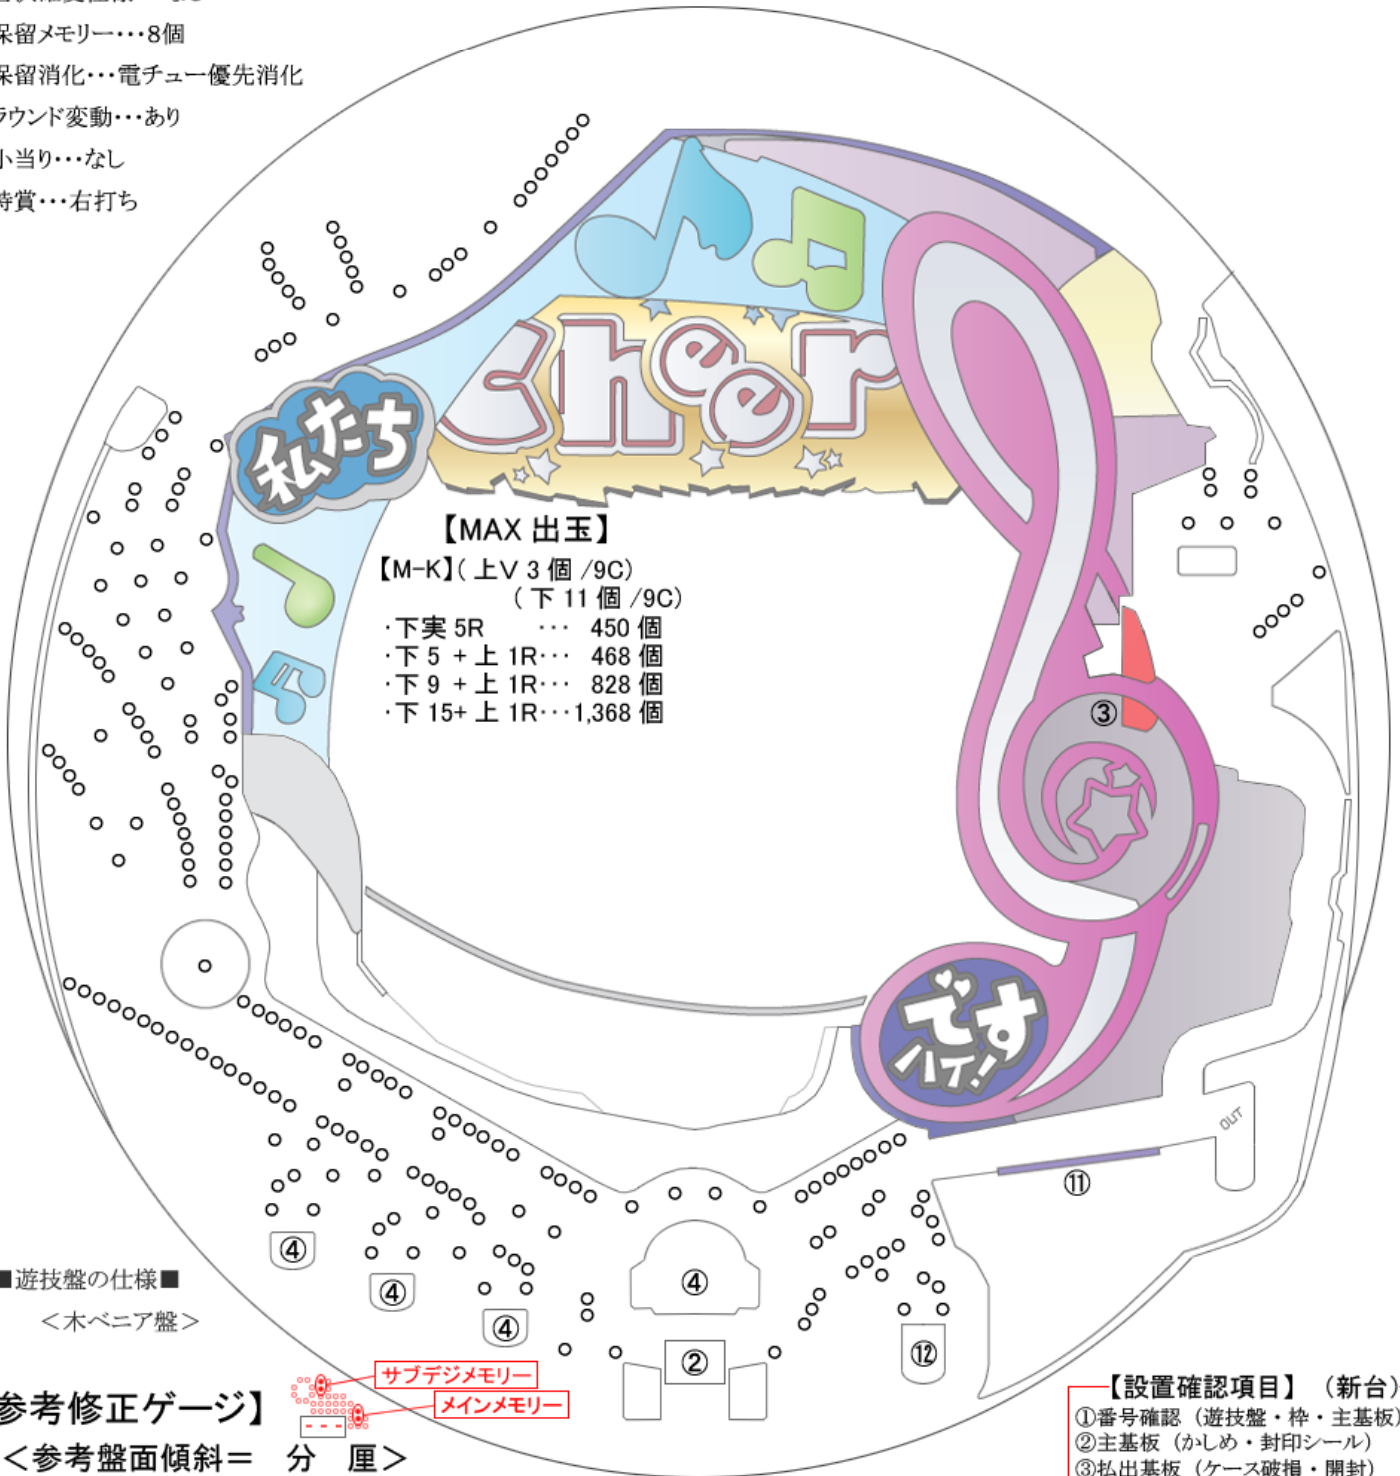 保留メモリー･･･8個
保留消化･･･電チュー優先消化
ラウンド変動･･･あり
小当り･･･なし
特賞･･･右打ち
cheer
私たち
【MAX 出玉】
【M-K】( 上V 3 個 /9C)
( 下 11 個 /9C)
･下実 5R ･･･ 450 個
･下 5 + 上 1R･･･ 468 個
･下 9 + 上 1R･･･ 828 個
･下 15+ 上 1R･･･1,368 個
③
です
ハイ!
OUT
⑪
④
④
④
④
②
⑫
■遊技盤の仕様■
＜木ベニア盤＞
サブデジメモリー
メインメモリー
参考修正ゲージ】
＜参考盤面傾斜＝ 分 厘＞
【設置確認項目】（新台）
①番号確認（遊技盤・枠・主基板）
②主基板（かしめ・封印シール）
③払出基板（ケース破損・開封）